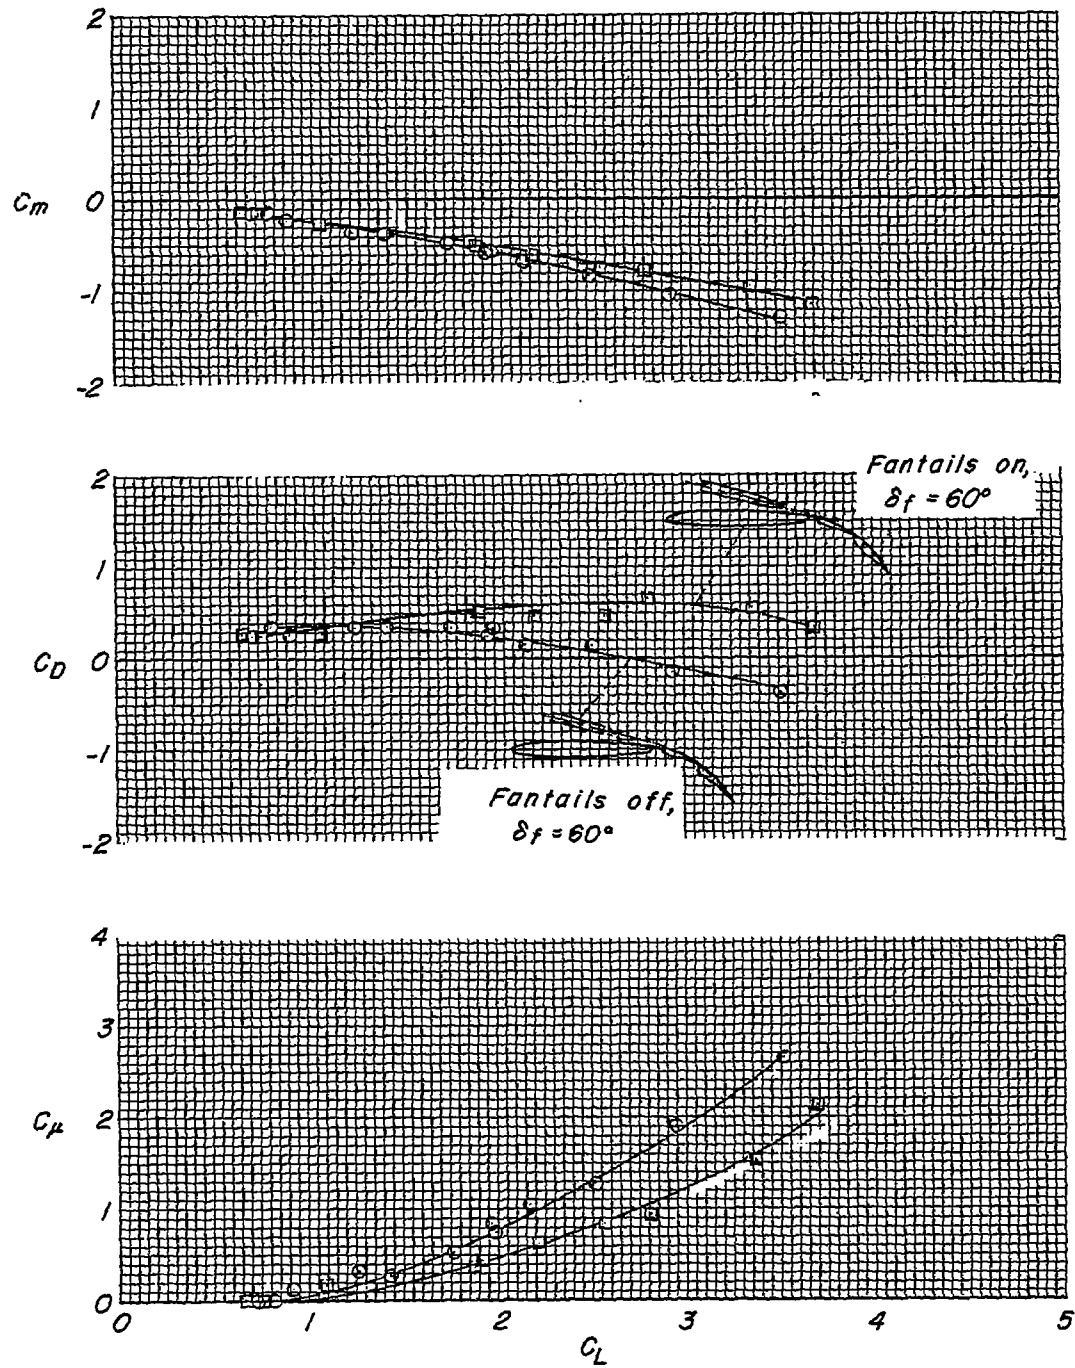 2
1
0
-1
-2
Cm
2
1
0
-1
-2
CD
Fantails on,
δf = 60°
Fantails off,
δf = 60°
4
3
2
1
0
Cμ
0 1 2 3 4 5
CL